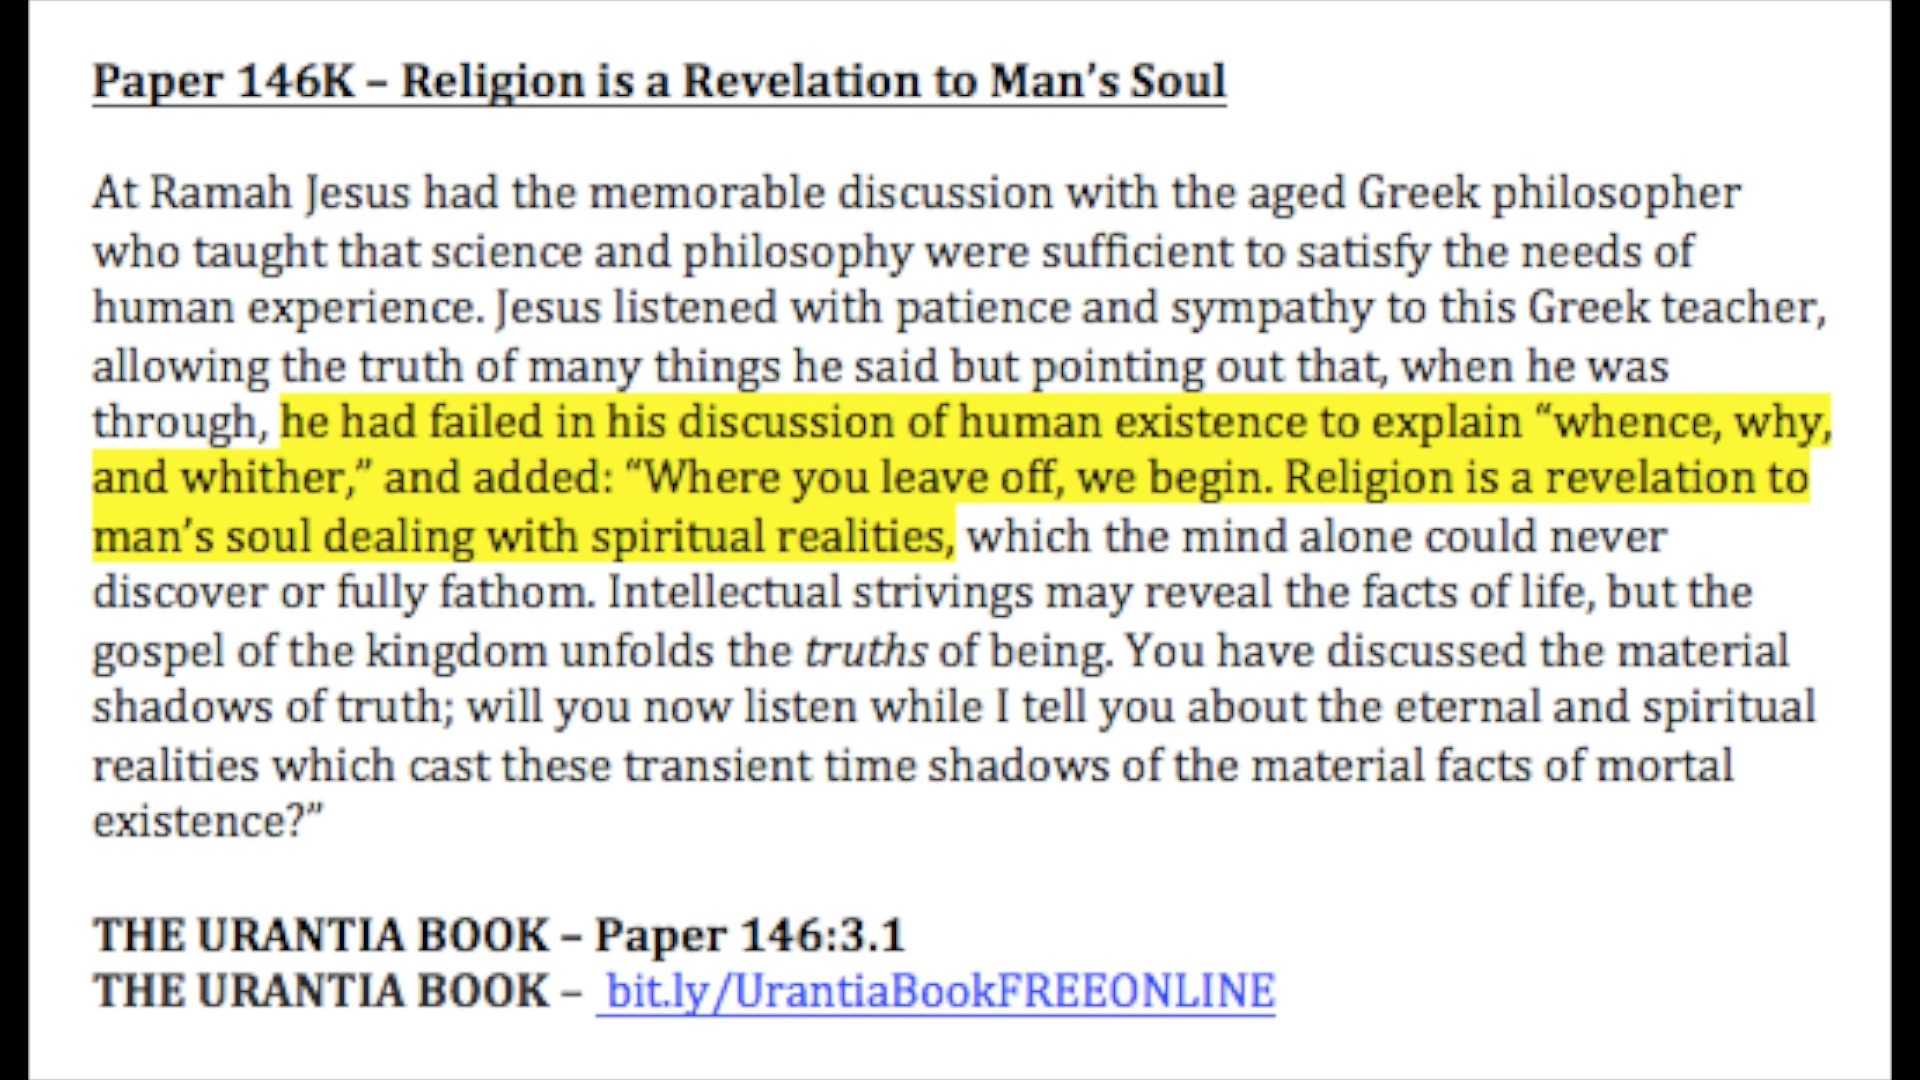 Paper 146K – Religion is a Revelation to Man’s Soul
At Ramah Jesus had the memorable discussion with the aged Greek philosopher
who taught that science and philosophy were sufficient to satisfy the needs of
human experience. Jesus listened with patience and sympathy to this Greek teacher,
allowing the truth of many things he said but pointing out that, when he was
through, he had failed in his discussion of human existence to explain “whence, why,
and whither,” and added: “Where you leave off, we begin. Religion is a revelation to
man’s soul dealing with spiritual realities, which the mind alone could never
discover or fully fathom. Intellectual strivings may reveal the facts of life, but the
gospel of the kingdom unfolds the truths of being. You have discussed the material
shadows of truth; will you now listen while I tell you about the eternal and spiritual
realities which cast these transient time shadows of the material facts of mortal
existence?”
THE URANTIA BOOK – Paper 146:3.1
THE URANTIA BOOK – bit.ly/UrantiaBookFREEONLINE